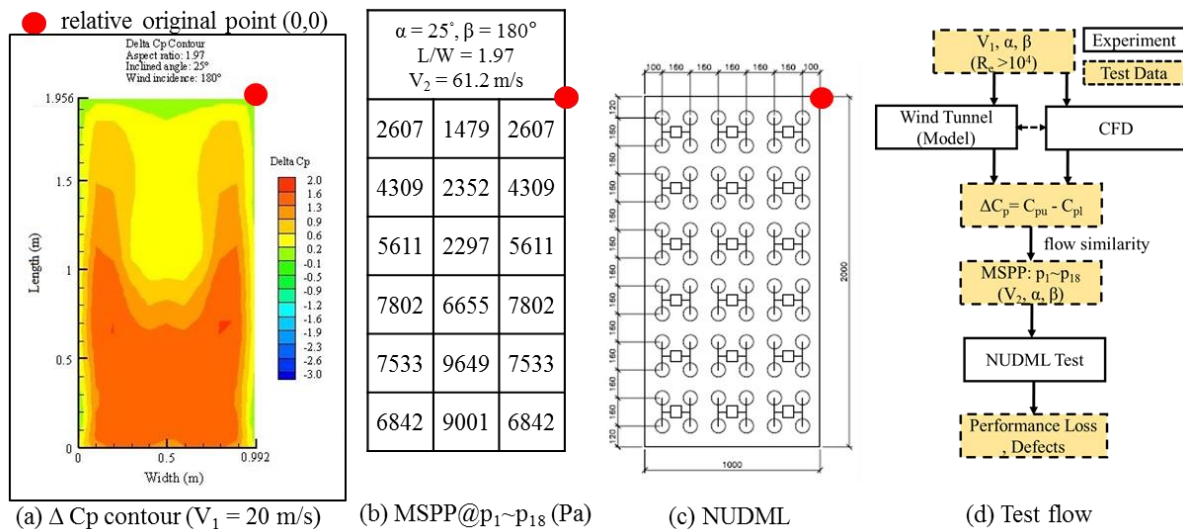 relative original point (0,0)
Delta Cp Contour
Aspect ratio: 1.97
Inclined angle: 25°
Wind incidence: 180°
1.956
1.5
1
0.5
0
Length (m)
0
0.5
0.992
Width (m)
Delta Cp
2.0
1.6
1.3
0.9
0.6
0.2
-0.1
-0.5
-0.8
-1.2
-1.6
-1.9
-2.3
-2.6
-3.0
(a) Δ Cp contour (V₁ = 20 m/s)
α = 25°, β = 180°
L/W = 1.97
V₂ = 61.2 m/s
2607 1479 2607
4309 2352 4309
5611 2297 5611
7802 6655 7802
7533 9649 7533
6842 9001 6842
(b) MSPP@p₁~p₁₈ (Pa)
100 160 160 160 160 160 100
120
160
160
160
160
160
160
160
160
160
160
160
120
2000
1000
(c) NUDML
V₁, α, β
(Rₑ >10⁴)
Experiment
Test Data
Wind Tunnel
(Model)
CFD
ΔCₚ= Cₚᵤ - Cₚₗ
flow similarity
MSPP: p₁~p₁₈
(V₂, α, β)
NUDML Test
Performance Loss
, Defects
(d) Test flow